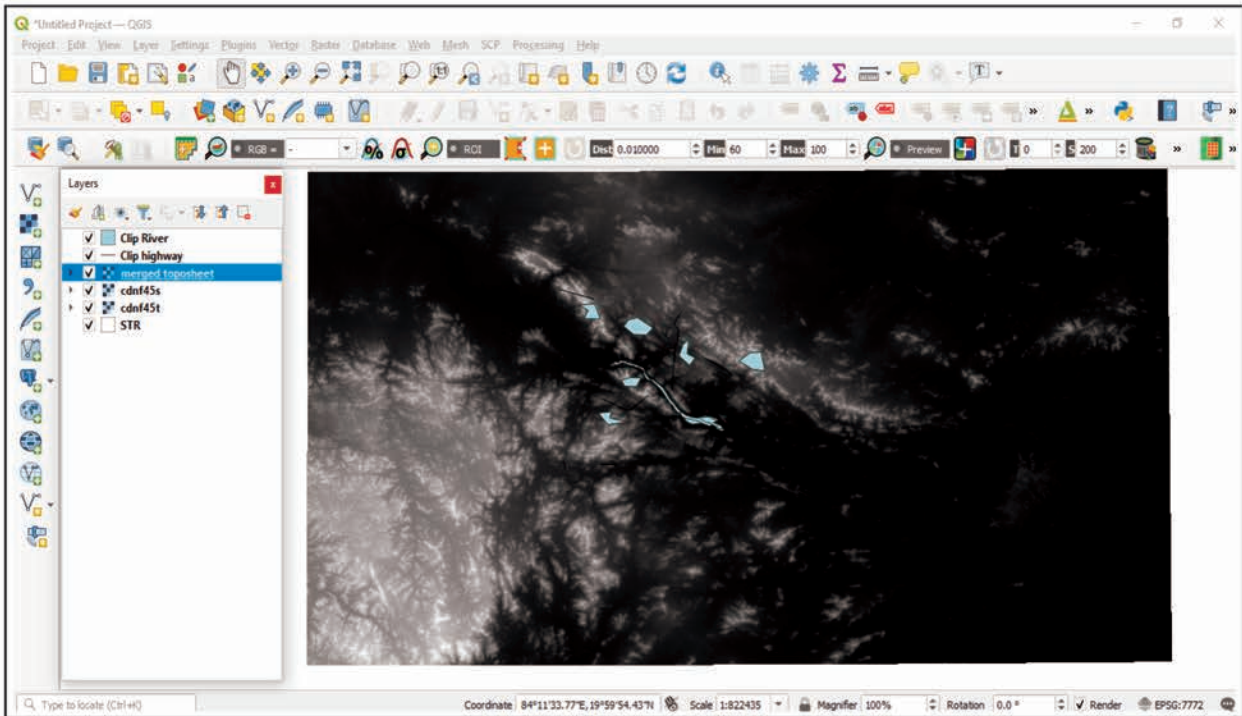 *Untitled Project — QGIS
Project Edit View Layer Settings Plugins Vector Raster Database Web Mesh SCP Processing Help
RGB = - ROI Dist 0.010000 Min 60 Max 100 Preview T 0 S 200
Layers
Clip River
Clip highway
merged toposheet
cdnf45s
cdnf45t
STR
Type to locate (Ctrl+K) Coordinate 84°11'33.77"E,19°59'54.43"N Scale 1:822435 Magnifier 100% Rotation 0.0 ° Render EPSG:7772